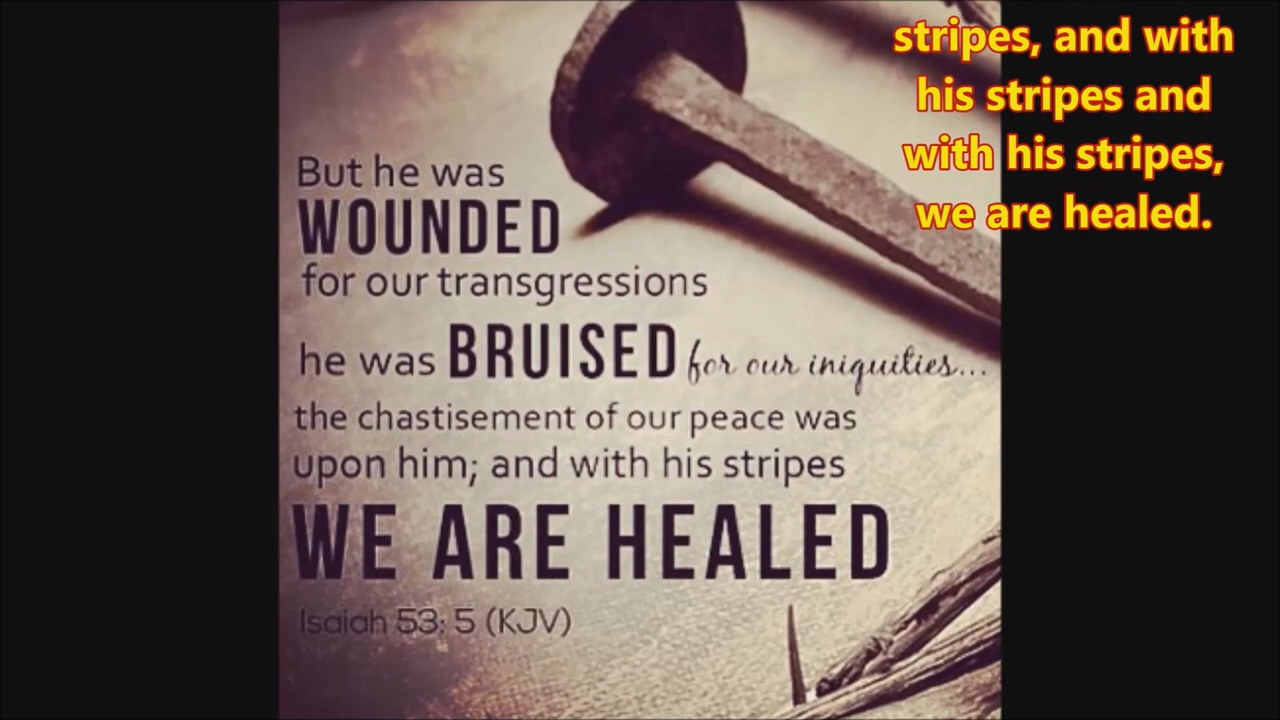 stripes, and with
his stripes and
with his stripes,
we are healed.
But he was
WOUNDED
for our transgressions
he was BRUISED for our iniquities...
the chastisement of our peace was
upon him; and with his stripes
WE ARE HEALED
Isaiah 53: 5 (KJV)